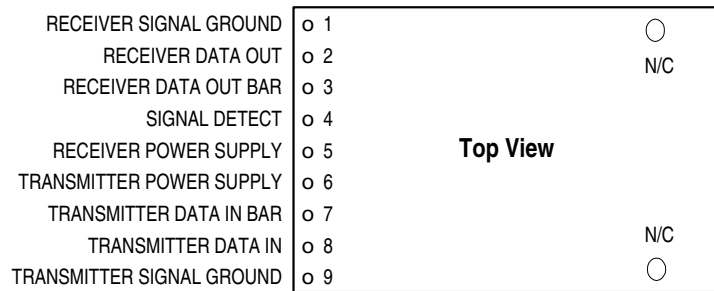 RECEIVER SIGNAL GROUND o 1
RECEIVER DATA OUT o 2
N/C
RECEIVER DATA OUT BAR o 3
SIGNAL DETECT o 4
RECEIVER POWER SUPPLY o 5
Top View
TRANSMITTER POWER SUPPLY o 6
TRANSMITTER DATA IN BAR o 7
TRANSMITTER DATA IN o 8
N/C
TRANSMITTER SIGNAL GROUND o 9